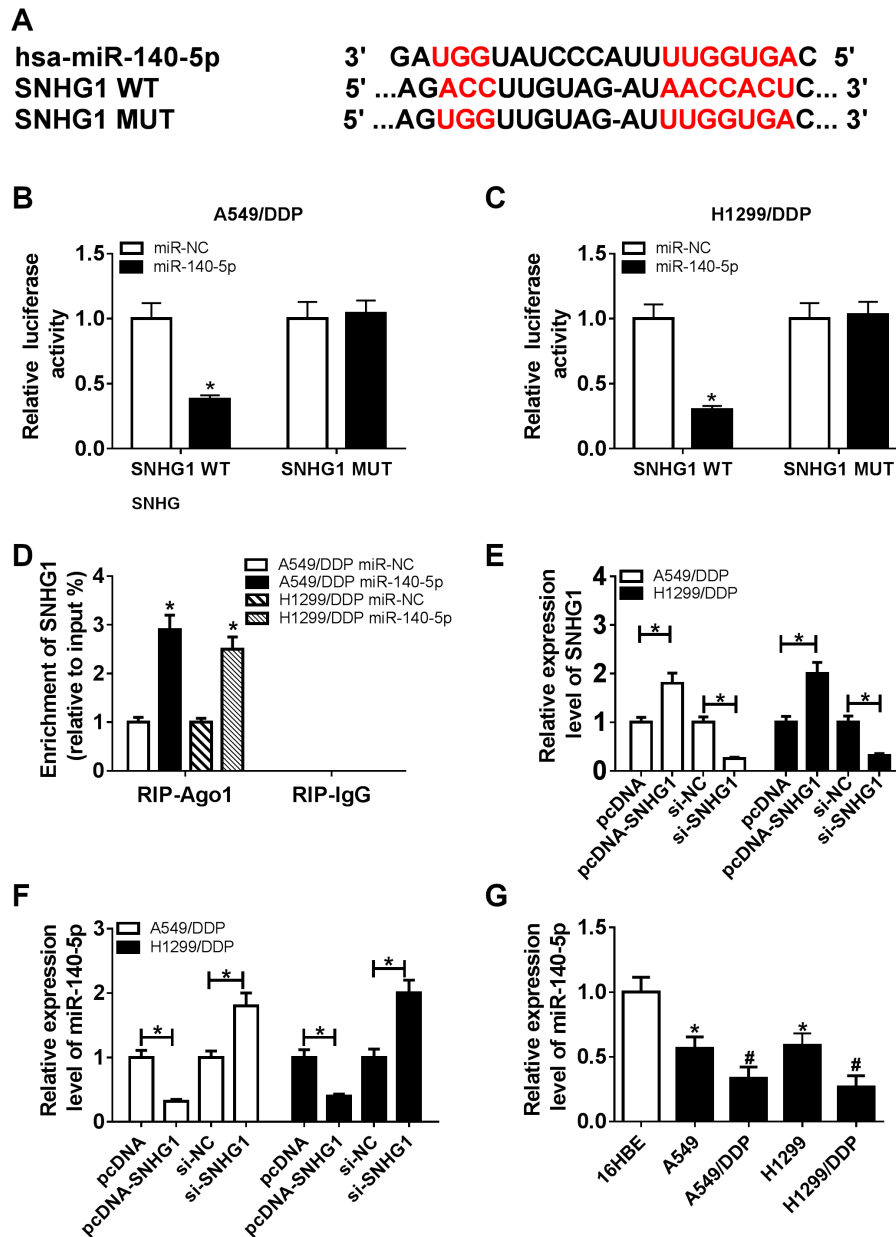 A
hsa-miR-140-5p 3' GAUGGUAUCCCAUUUUGGUGAC 5'
SNHG1 WT 5' ...AGACCUUGUAG-AUAACCACUC... 3'
SNHG1 MUT 5' ...AGUGGUUGUAG-AUUUGGUGAC... 3'
B
A549/DDP
miR-NC
miR-140-5p
Relative luciferase
activity
1.5
1.0
0.5
0.0
*
SNHG1 WT SNHG1 MUT
SNHG
C
H1299/DDP
miR-NC
miR-140-5p
Relative luciferase
activity
1.5
1.0
0.5
0.0
*
SNHG1 WT SNHG1 MUT
D
A549/DDP miR-NC
A549/DDP miR-140-5p
H1299/DDP miR-NC
H1299/DDP miR-140-5p
Enrichment of SNHG1
(relative to input %)
4
3
2
1
0
* *
RIP-Ago1 RIP-IgG
E
A549/DDP
H1299/DDP
Relative expression
level of SNHG1
4
3
2
1
0
* * * *
pcDNA
pcDNA-SNHG1
si-NC
si-SNHG1
pcDNA
pcDNA-SNHG1
si-NC
si-SNHG1
F
A549/DDP
H1299/DDP
Relative expression
level of miR-140-5p
3
2
1
0
* * * *
pcDNA
pcDNA-SNHG1
si-NC
si-SNHG1
pcDNA
pcDNA-SNHG1
si-NC
si-SNHG1
G
Relative expression
level of miR-140-5p
1.5
1.0
0.5
0.0
* # * #
16HBE
A549
A549/DDP
H1299
H1299/DDP